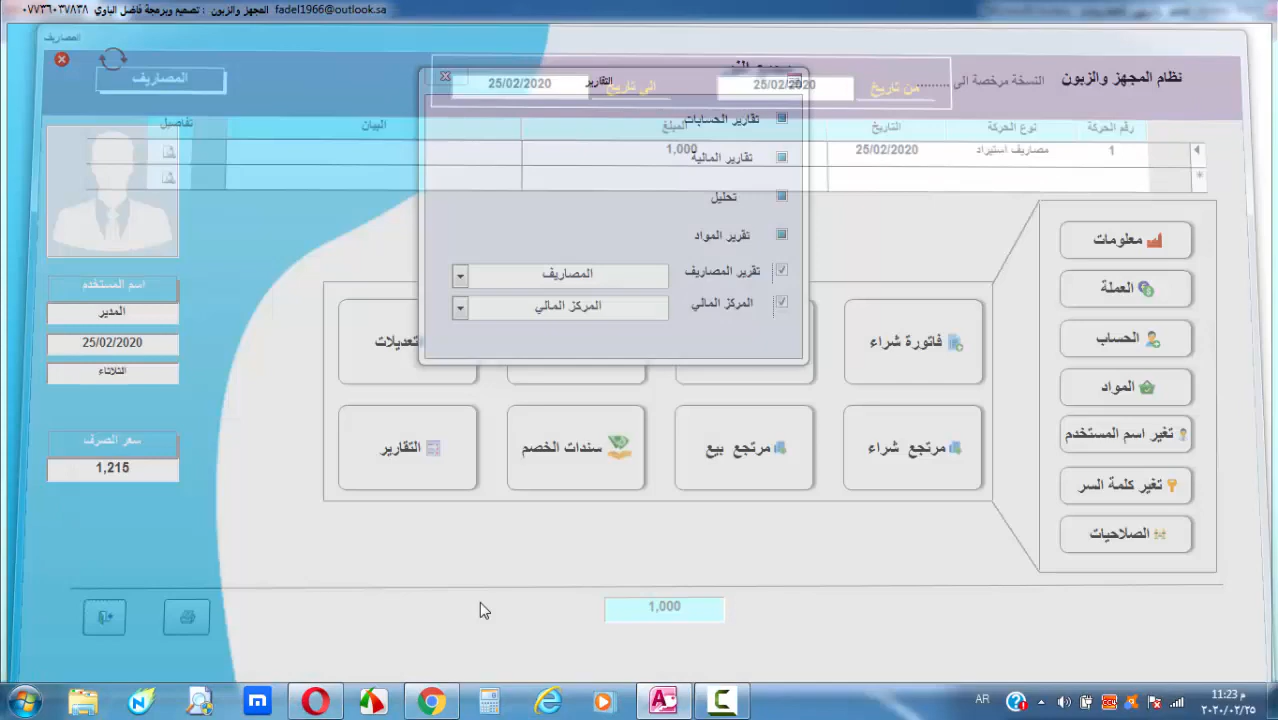 المجهز والزبون : تصميم وبرمجة فاضل الباوي ٠٧٧٣٦٠٣٧٨٣٨ fadel1966@outlook.sa
المصاريف
نظام المجهز والزبون
النسخة مرخصة الى .........
المصاريف
من تاريخ
25/02/2020
الى تاريخ
25/02/2020
رقم الحركة
نوع الحركة
التاريخ
المبلغ
البيان
تفاصيل
1
مصاريف استيراد
25/02/2020
1,000
التقارير
تقارير الحسابات
تقارير المالية
تحليل
تقرير المواد
تقرير المصاريف
المصاريف
المركز المالي
المركز المالي
معلومات
العملة
الحساب
المواد
تغير اسم المستخدم
تغير كلمة السر
الصلاحيات
فاتورة شراء
تعديلات
مرتجع شراء
مرتجع بيع
سندات الخصم
التقارير
اسم المستخدم
المدير
25/02/2020
الثلاثاء
سعر الصرف
1,215
1,000
AR
11:23 م
٢٠٢٠/٠٢/٢٥